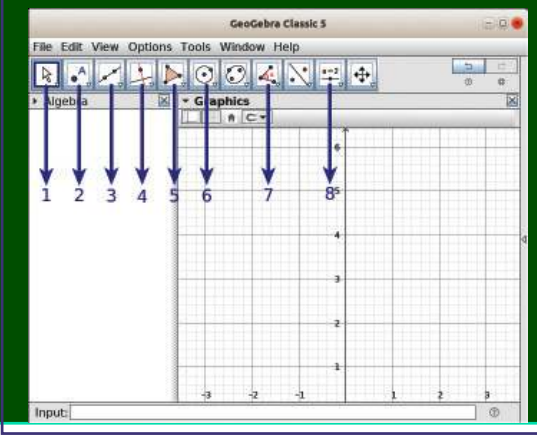 GeoGebra Classic 5
File Edit View Options Tools Window Help
A
a=2
Algebra
Graphics
1 2 3 4 5 6 7 8
6
5
4
3
2
1
-3 -2 -1 1 2 3
Input: